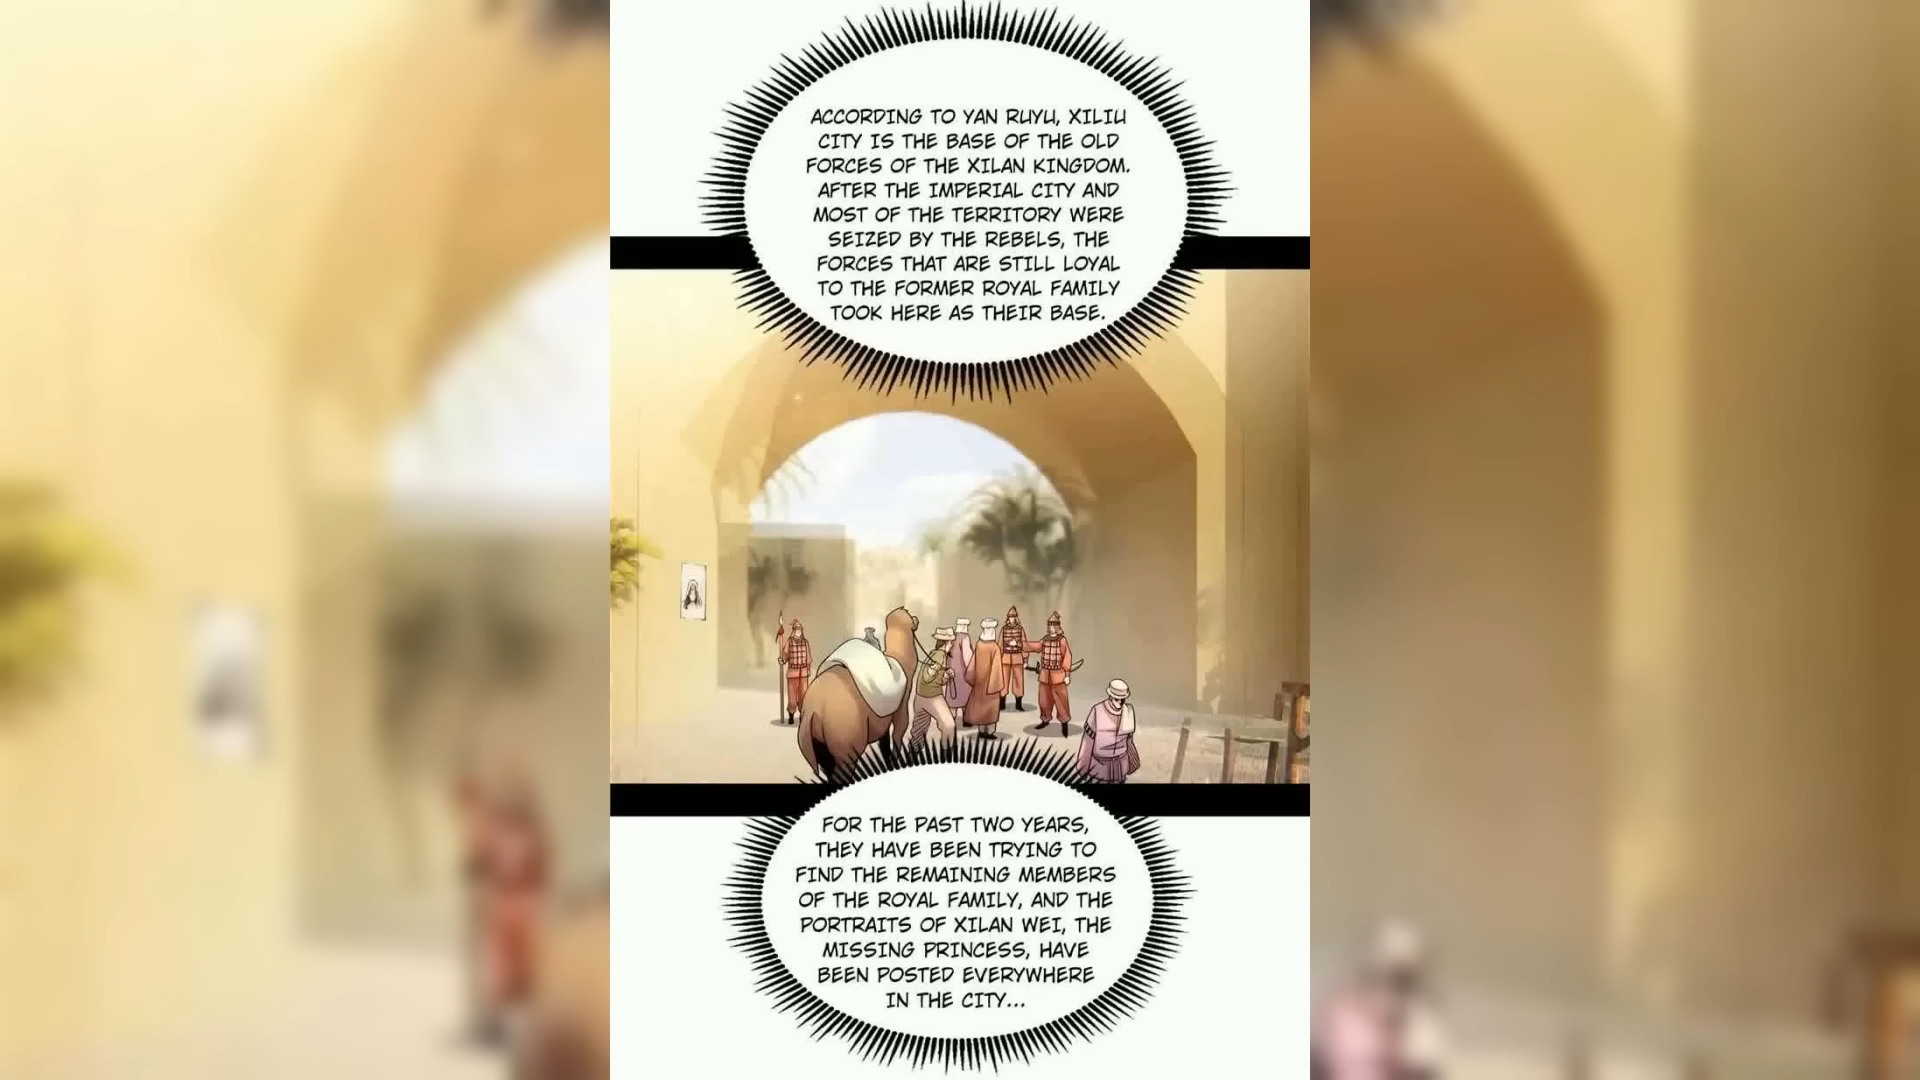 ACCORDING TO YAN RUYU, XILIU
CITY IS THE BASE OF THE OLD
FORCES OF THE XILAN KINGDOM.
AFTER THE IMPERIAL CITY AND
MOST OF THE TERRITORY WERE
SEIZED BY THE REBELS, THE
FORCES THAT ARE STILL LOYAL
TO THE FORMER ROYAL FAMILY
TOOK HERE AS THEIR BASE.
FOR THE PAST TWO YEARS,
THEY HAVE BEEN TRYING TO
FIND THE REMAINING MEMBERS
OF THE ROYAL FAMILY, AND THE
PORTRAITS OF XILAN WEI, THE
MISSING PRINCESS, HAVE
BEEN POSTED EVERYWHERE
IN THE CITY...